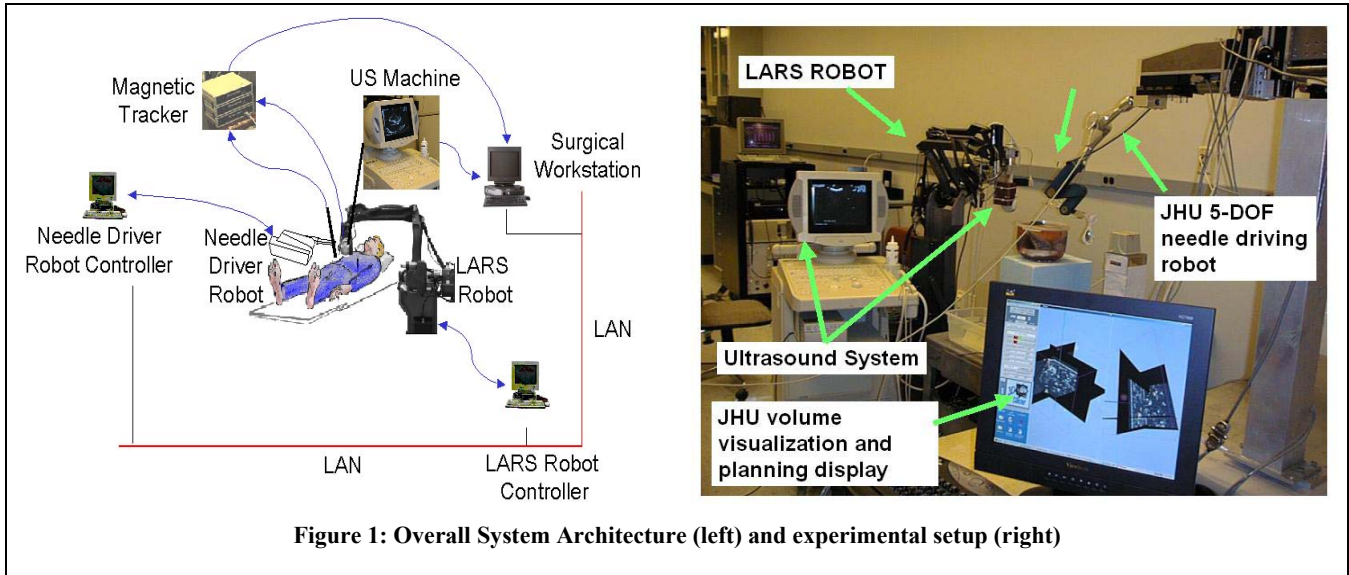 Magnetic
Tracker
US Machine
Surgical
Workstation
Needle Driver
Robot Controller
Needle
Driver
Robot
LARS
Robot
LAN
LAN
LARS Robot
Controller
LARS ROBOT
JHU 5-DOF
needle driving
robot
Ultrasound System
JHU volume
visualization and
planning display
Figure 1: Overall System Architecture (left) and experimental setup (right)